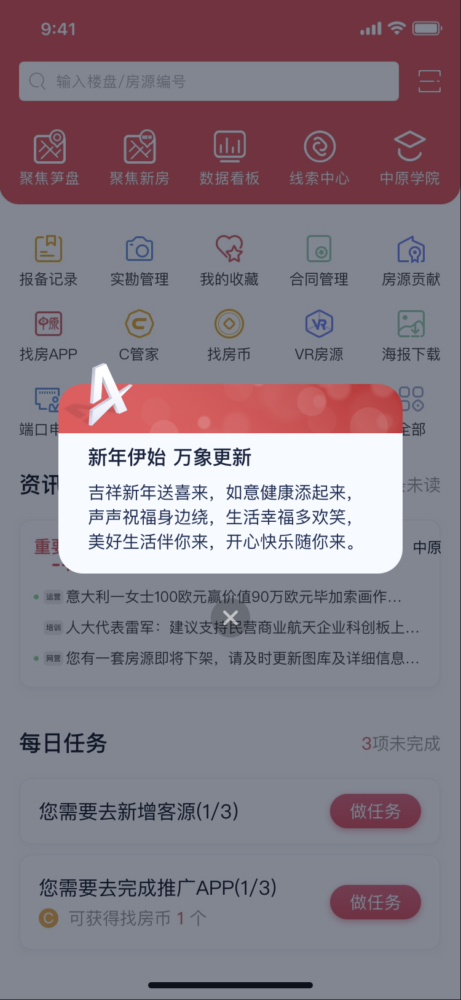 9:41
输入楼盘/房源编号
NEW
聚焦笋盘 聚焦新房 数据看板 线索中心 中原学院
报备记录 实勘管理 我的收藏 合同管理 房源贡献
中原 VR
找房APP C管家 找房币 VR房源 海报下载
端口 全部
新年伊始 万象更新
资讯 未读
吉祥新年送喜来，如意健康添起来，
声声祝福身边绕，生活幸福多欢笑，
美好生活伴你来，开心快乐随你来。
重要 中原
运营 意大利一女士100欧元赢价值90万欧元毕加索画作...
培训 人大代表雷军：建议支持民营商业航天企业科创板上...
网营 您有一套房源即将下架，请及时更新图库及详细信息...
每日任务 3项未完成
您需要去新增客源(1/3) 做任务
您需要去完成推广APP(1/3)
做任务
C 可获得找房币 1 个